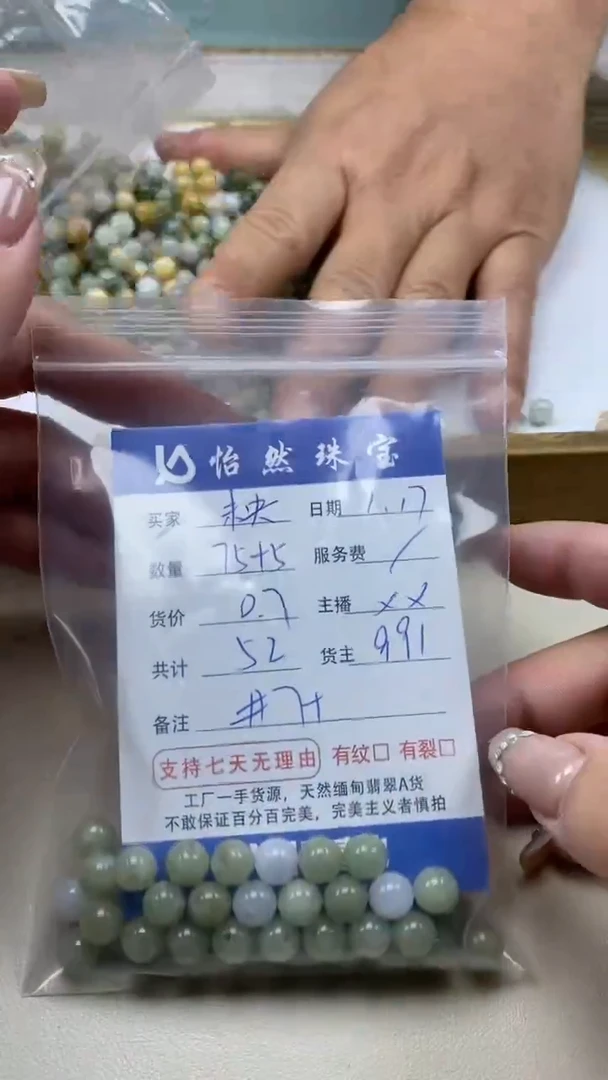 怡然珠宝
买家 未央 日期 1.17
数量 75+5 服务费 /
货价 0.7 主播 xx
共计 52 货主 991
备注 #7H
支持七天无理由 有纹□ 有裂□
工厂一手货源，天然缅甸翡翠A货
不敢保证百分百完美，完美主义者慎拍